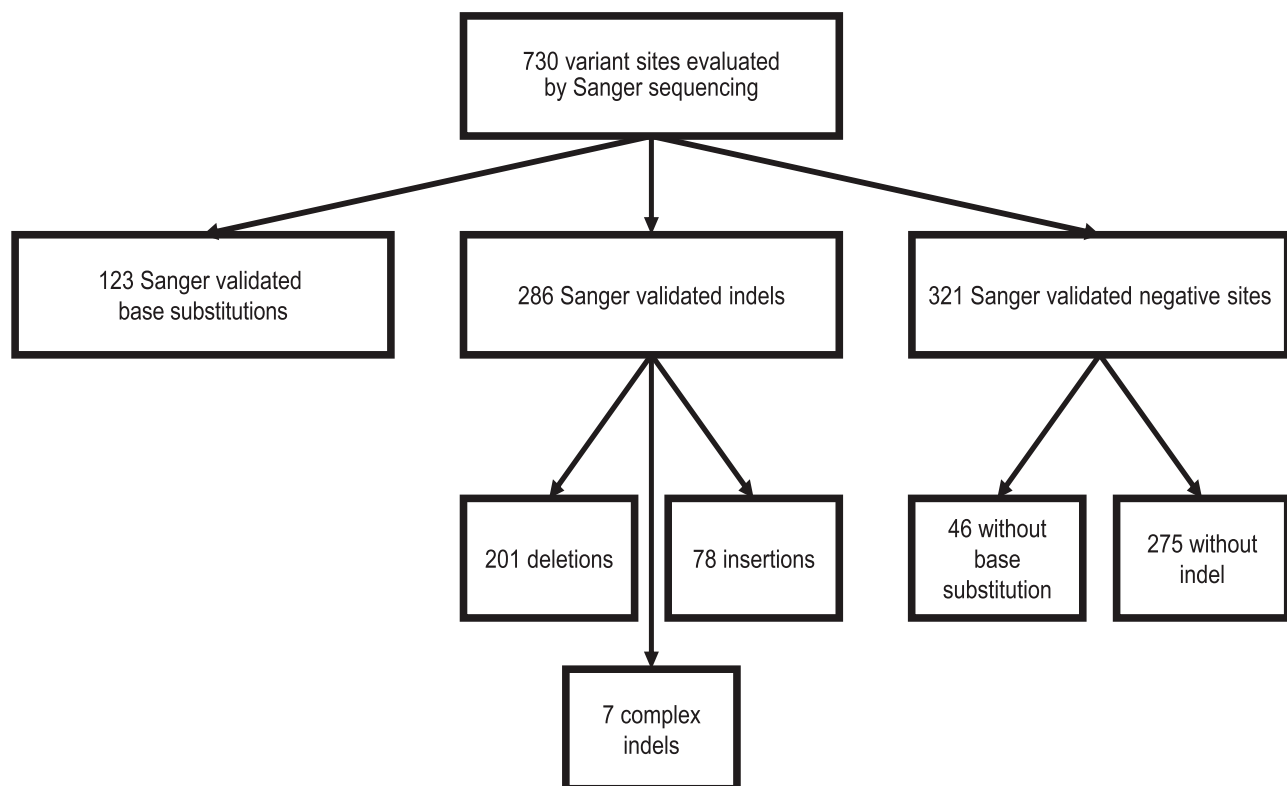 730 variant sites evaluated
by Sanger sequencing
123 Sanger validated
base substitutions
286 Sanger validated indels
321 Sanger validated negative sites
201 deletions
78 insertions
46 without
base
substitution
275 without
indel
7 complex
indels